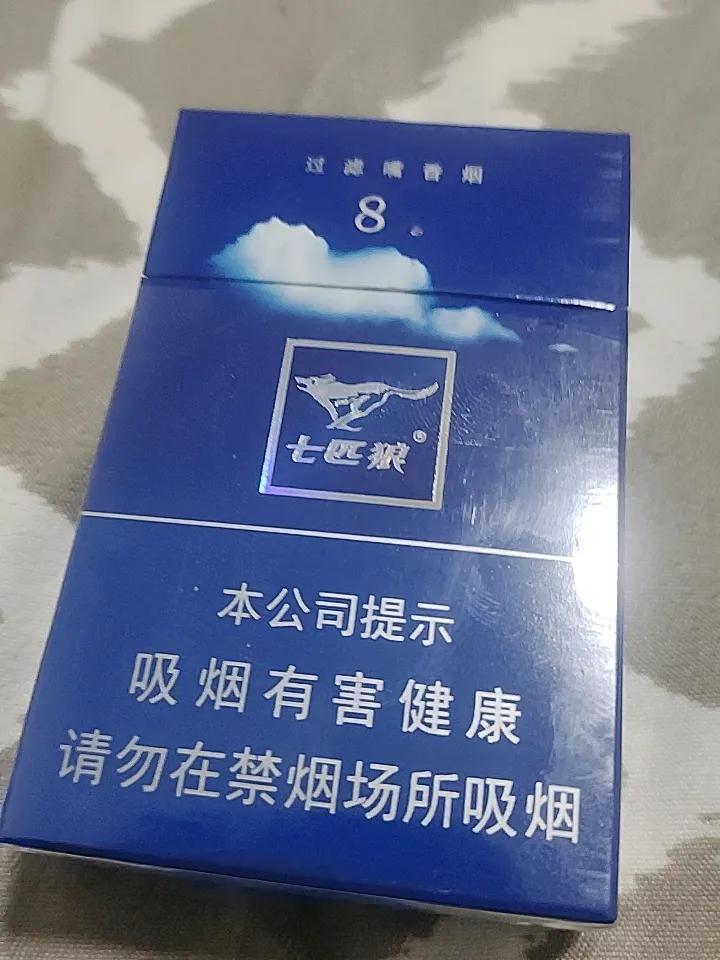 过滤嘴香烟
8
七匹狼®
本公司提示
吸烟有害健康
请勿在禁烟场所吸烟